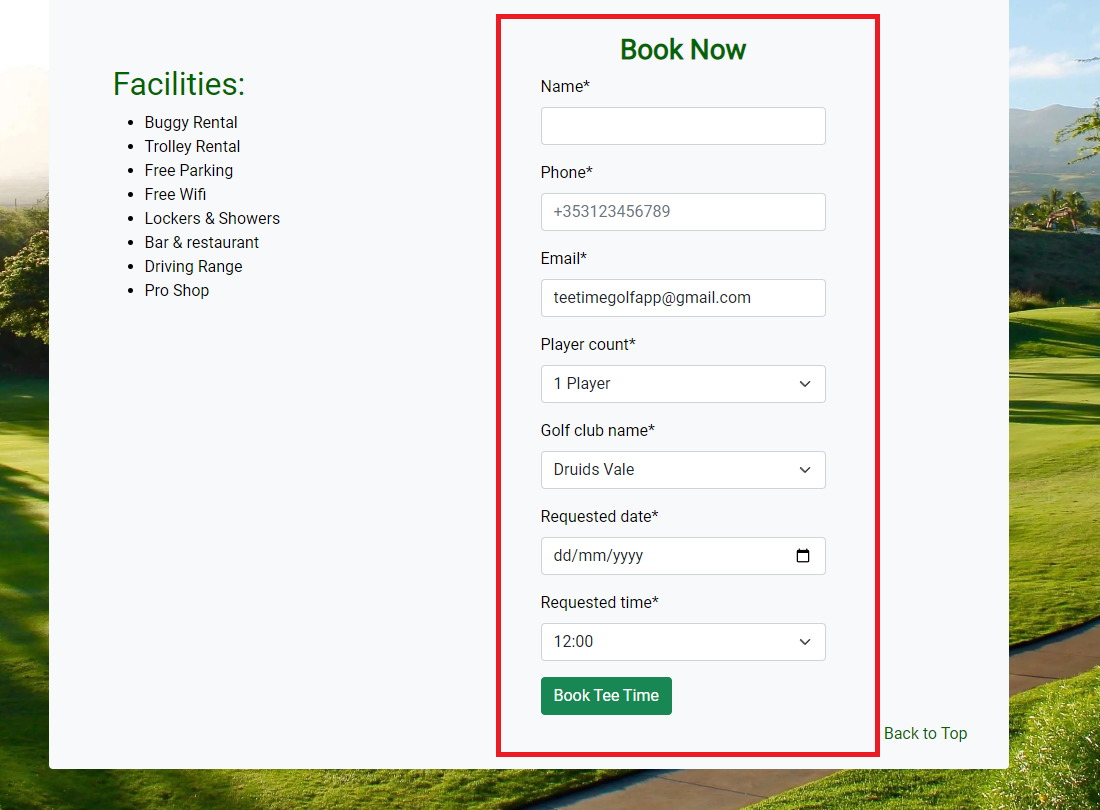 Facilities:
Buggy Rental
Trolley Rental
Free Parking
Free Wifi
Lockers & Showers
Bar & restaurant
Driving Range
Pro Shop
Book Now
Name*
Phone*
+353123456789
Email*
teetimegolfapp@gmail.com
Player count*
1 Player
Golf club name*
Druids Vale
Requested date*
dd/mm/yyyy
Requested time*
12:00
Book Tee Time
Back to Top